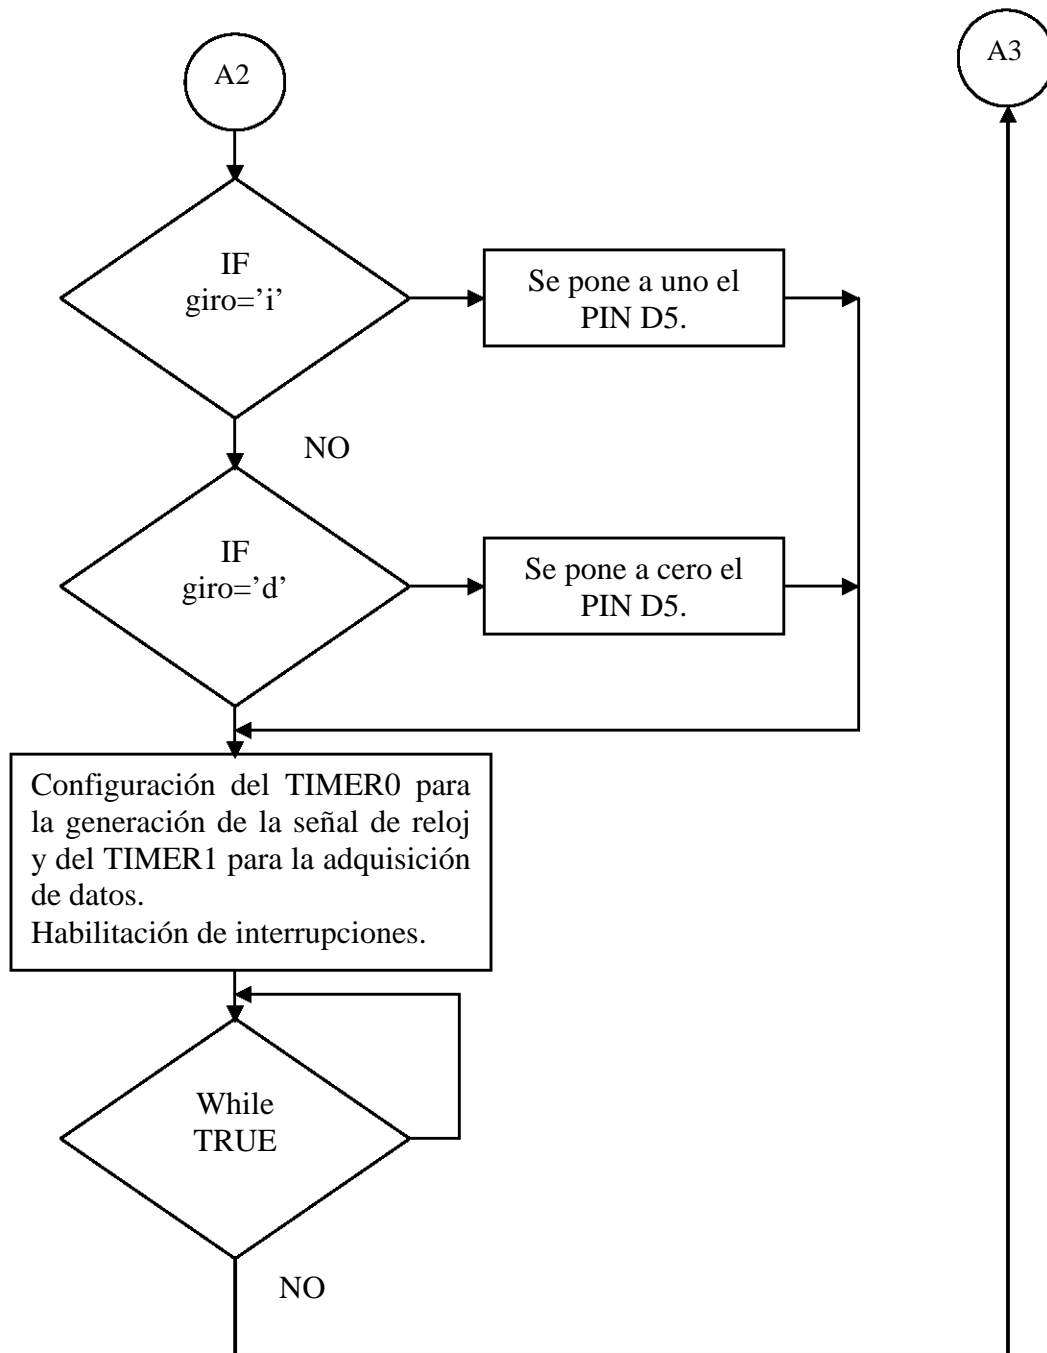 A2
A3
IF
giro=’i’
Se pone a uno el
PIN D5.
NO
IF
giro=’d’
Se pone a cero el
PIN D5.
Configuración del TIMER0 para
la generación de la señal de reloj
y del TIMER1 para la adquisición
de datos.
Habilitación de interrupciones.
While
TRUE
NO